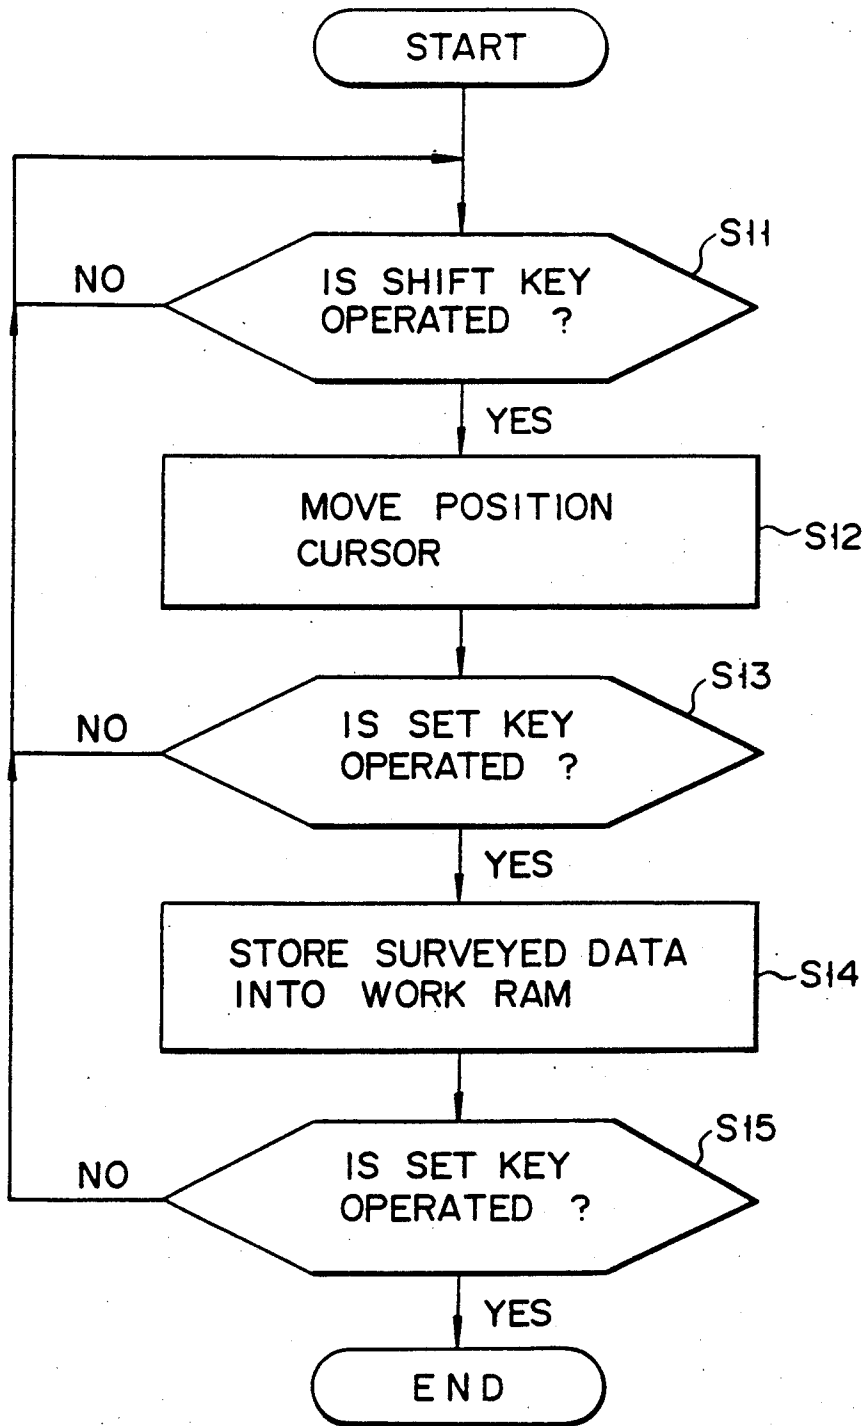 START
S11
IS SHIFT KEY
OPERATED ?
NO
YES
MOVE POSITION
CURSOR
S12
S13
IS SET KEY
OPERATED ?
NO
YES
STORE SURVEYED DATA
INTO WORK RAM
S14
S15
IS SET KEY
OPERATED ?
NO
YES
END